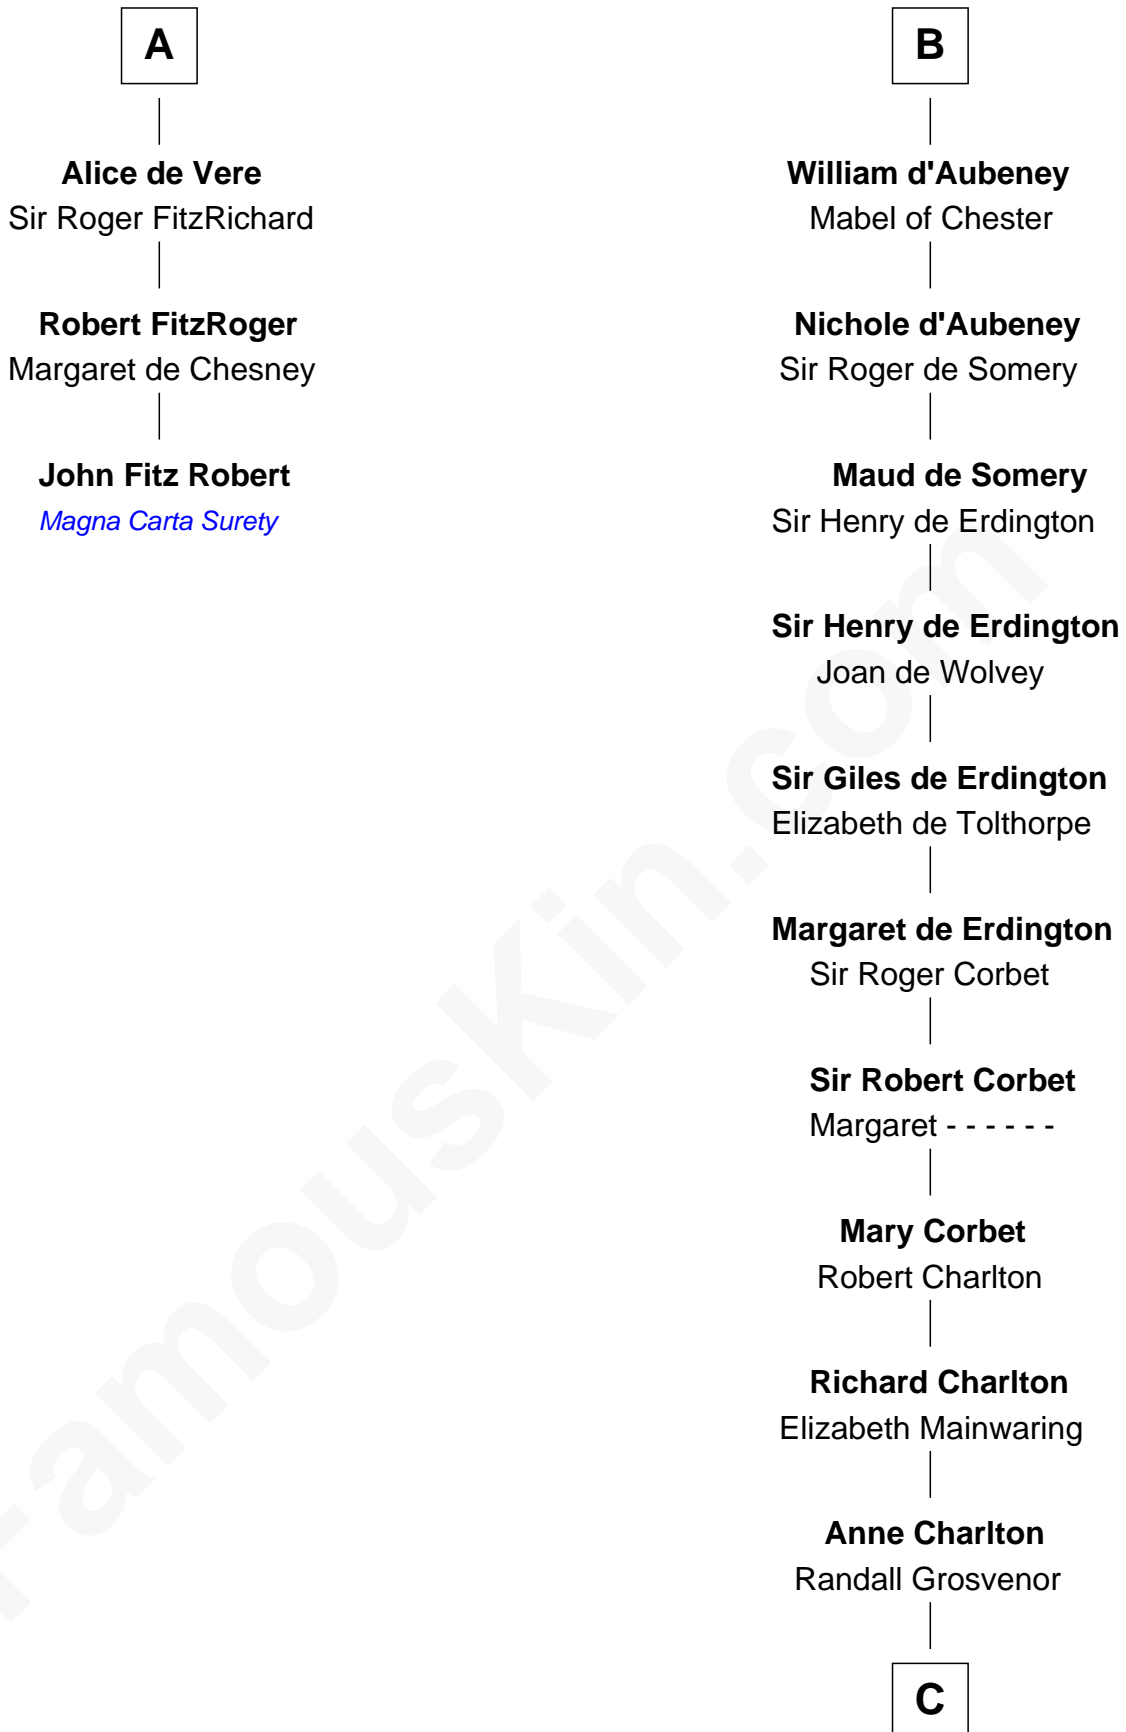 A
Alice de Vere
Sir Roger FitzRichard
Robert FitzRoger
Margaret de Chesney
John Fitz Robert
Magna Carta Surety
B
William d'Aubeney
Mabel of Chester
Nichole d'Aubeney
Sir Roger de Somery
Maud de Somery
Sir Henry de Erdington
Sir Henry de Erdington
Joan de Wolvey
Sir Giles de Erdington
Elizabeth de Tolthorpe
Margaret de Erdington
Sir Roger Corbet
Sir Robert Corbet
Margaret - - - - - -
Mary Corbet
Robert Charlton
Richard Charlton
Elizabeth Mainwaring
Anne Charlton
Randall Grosvenor
C
FamousKin.com